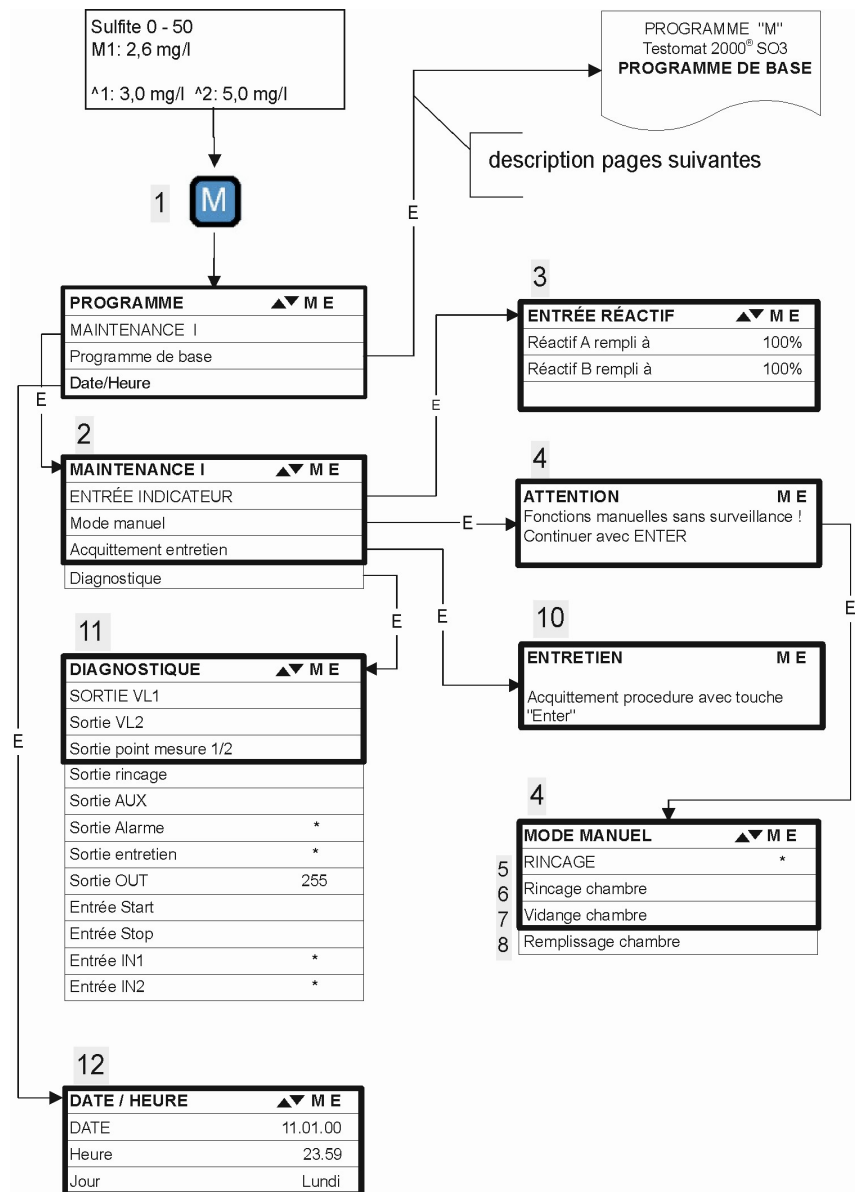 Sulfite 0 - 50
M1: 2,6 mg/l
^1: 3,0 mg/l ^2: 5,0 mg/l
PROGRAMME "M"
Testomat 2000® SO3
PROGRAMME DE BASE
description pages suivantes
1
M
E
PROGRAMME ▲▼ M E
MAINTENANCE I
Programme de base
Date/Heure
E
3
ENTRÉE RÉACTIF ▲▼ M E
Réactif A rempli à 100%
Réactif B rempli à 100%
E
2
MAINTENANCE I ▲▼ M E
ENTRÉE INDICATEUR
Mode manuel
Acquittement entretien
Diagnostique
E
4
ATTENTION M E
Fonctions manuelles sans surveillance !
Continuer avec ENTER
E
E
E
10
ENTRETIEN M E
Acquittement procedure avec touche
"Enter"
11
DIAGNOSTIQUE ▲▼ M E
SORTIE VL1
Sortie VL2
Sortie point mesure 1/2
Sortie rincage
Sortie AUX
Sortie Alarme *
Sortie entretien *
Sortie OUT 255
Entrée Start
Entrée Stop
Entrée IN1 *
Entrée IN2 *
E
4
MODE MANUEL ▲▼ M E
5 RINCAGE *
6 Rincage chambre
7 Vidange chambre
8 Remplissage chambre
12
DATE / HEURE ▲▼ M E
DATE 11.01.00
Heure 23.59
Jour Lundi